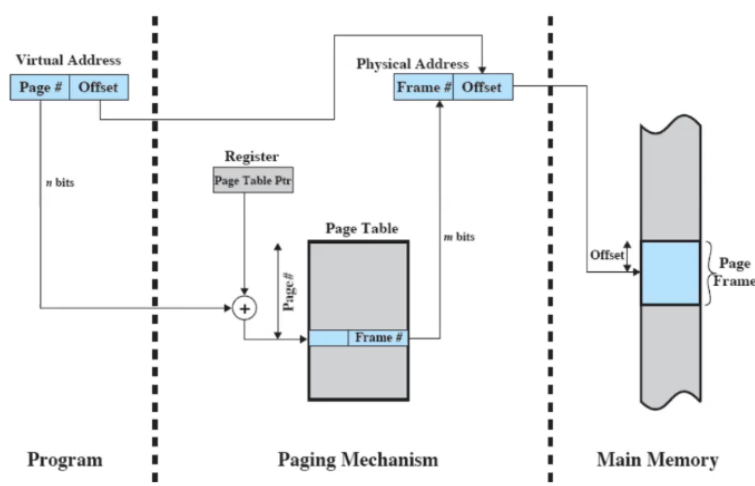 Virtual Address
Page # Offset
n bits
Register
Page Table Ptr
+
Page#
Page Table
Frame #
m bits
Physical Address
Frame # Offset
Offset
Page
Frame
Program
Paging Mechanism
Main Memory